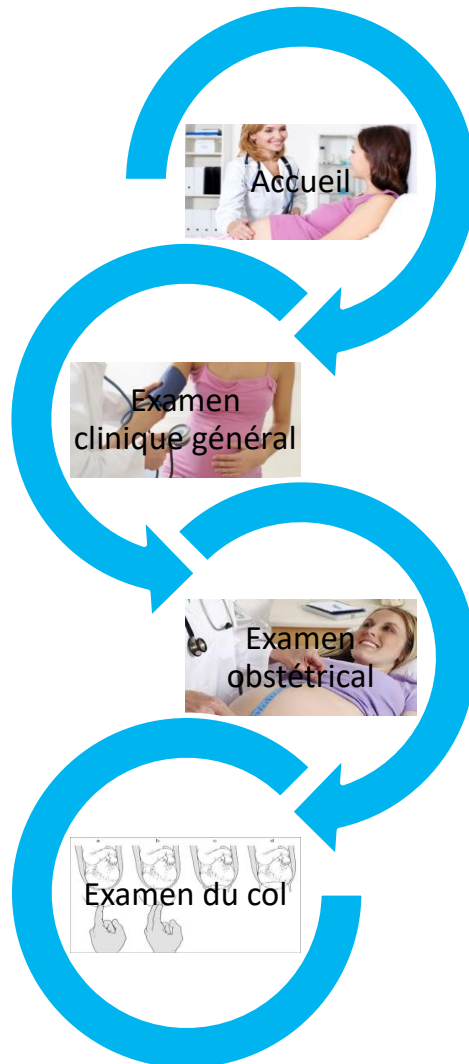 Accueil
Examen
clinique général
Examen
obstétrical
a b c d
Examen du col